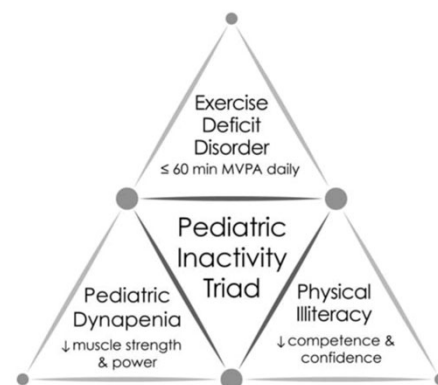 Exercise
Deficit
Disorder
≤ 60 min MVPA daily
Pediatric
Inactivity
Triad
Pediatric
Dynapenia
↓muscle strength
& power
Physical
Illiteracy
↓competence &
confidence